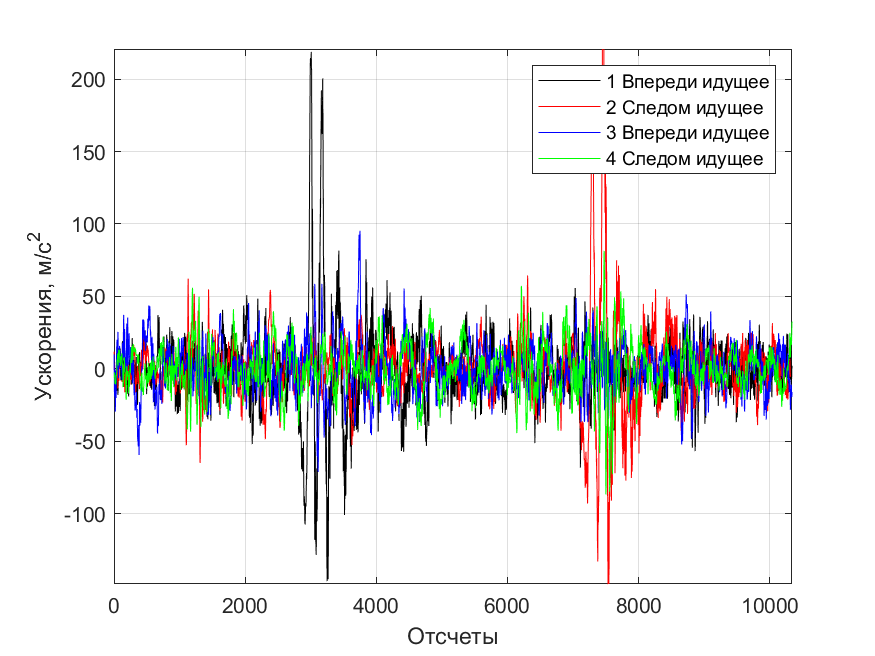 200
150
100
50
0
-50
-100
0 2000 4000 6000 8000 10000
Отсчеты
Ускорения, м/с²
1 Впереди идущее
2 Следом идущее
3 Впереди идущее
4 Следом идущее